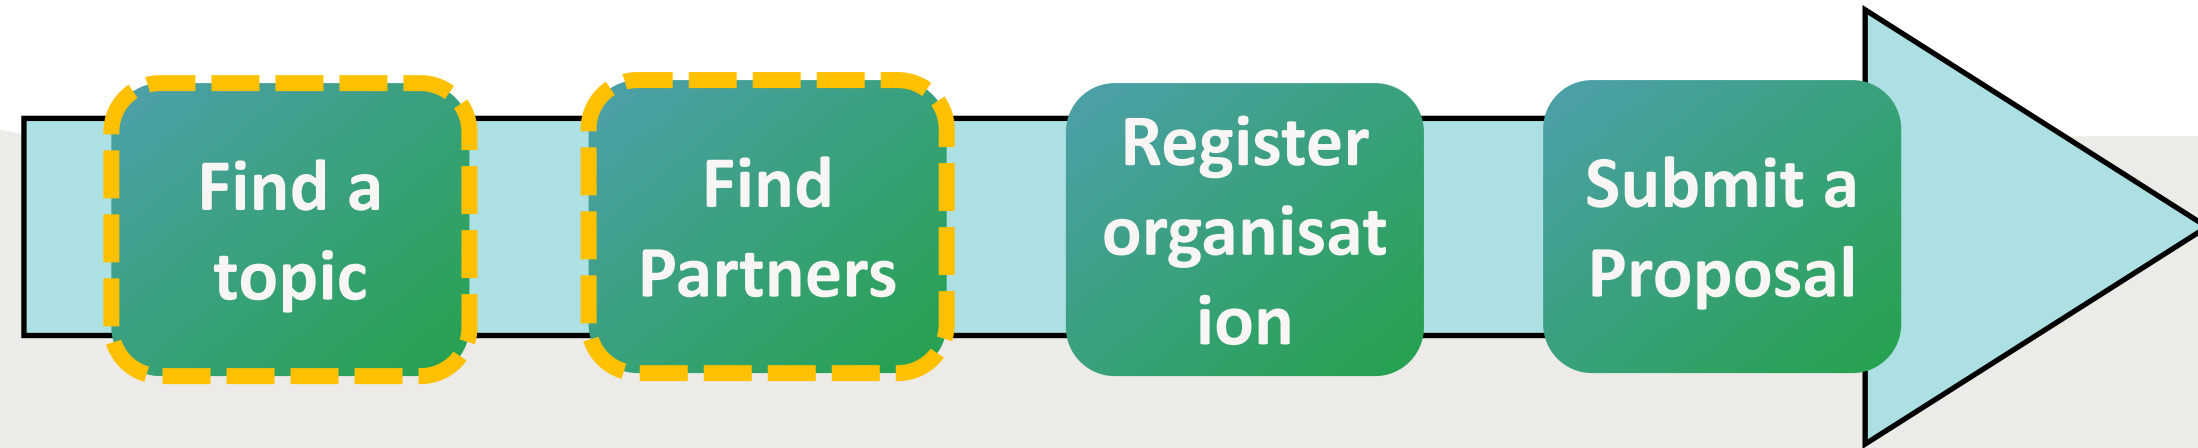 Find a
topic
Find
Partners
Register
organisat
ion
Submit a
Proposal